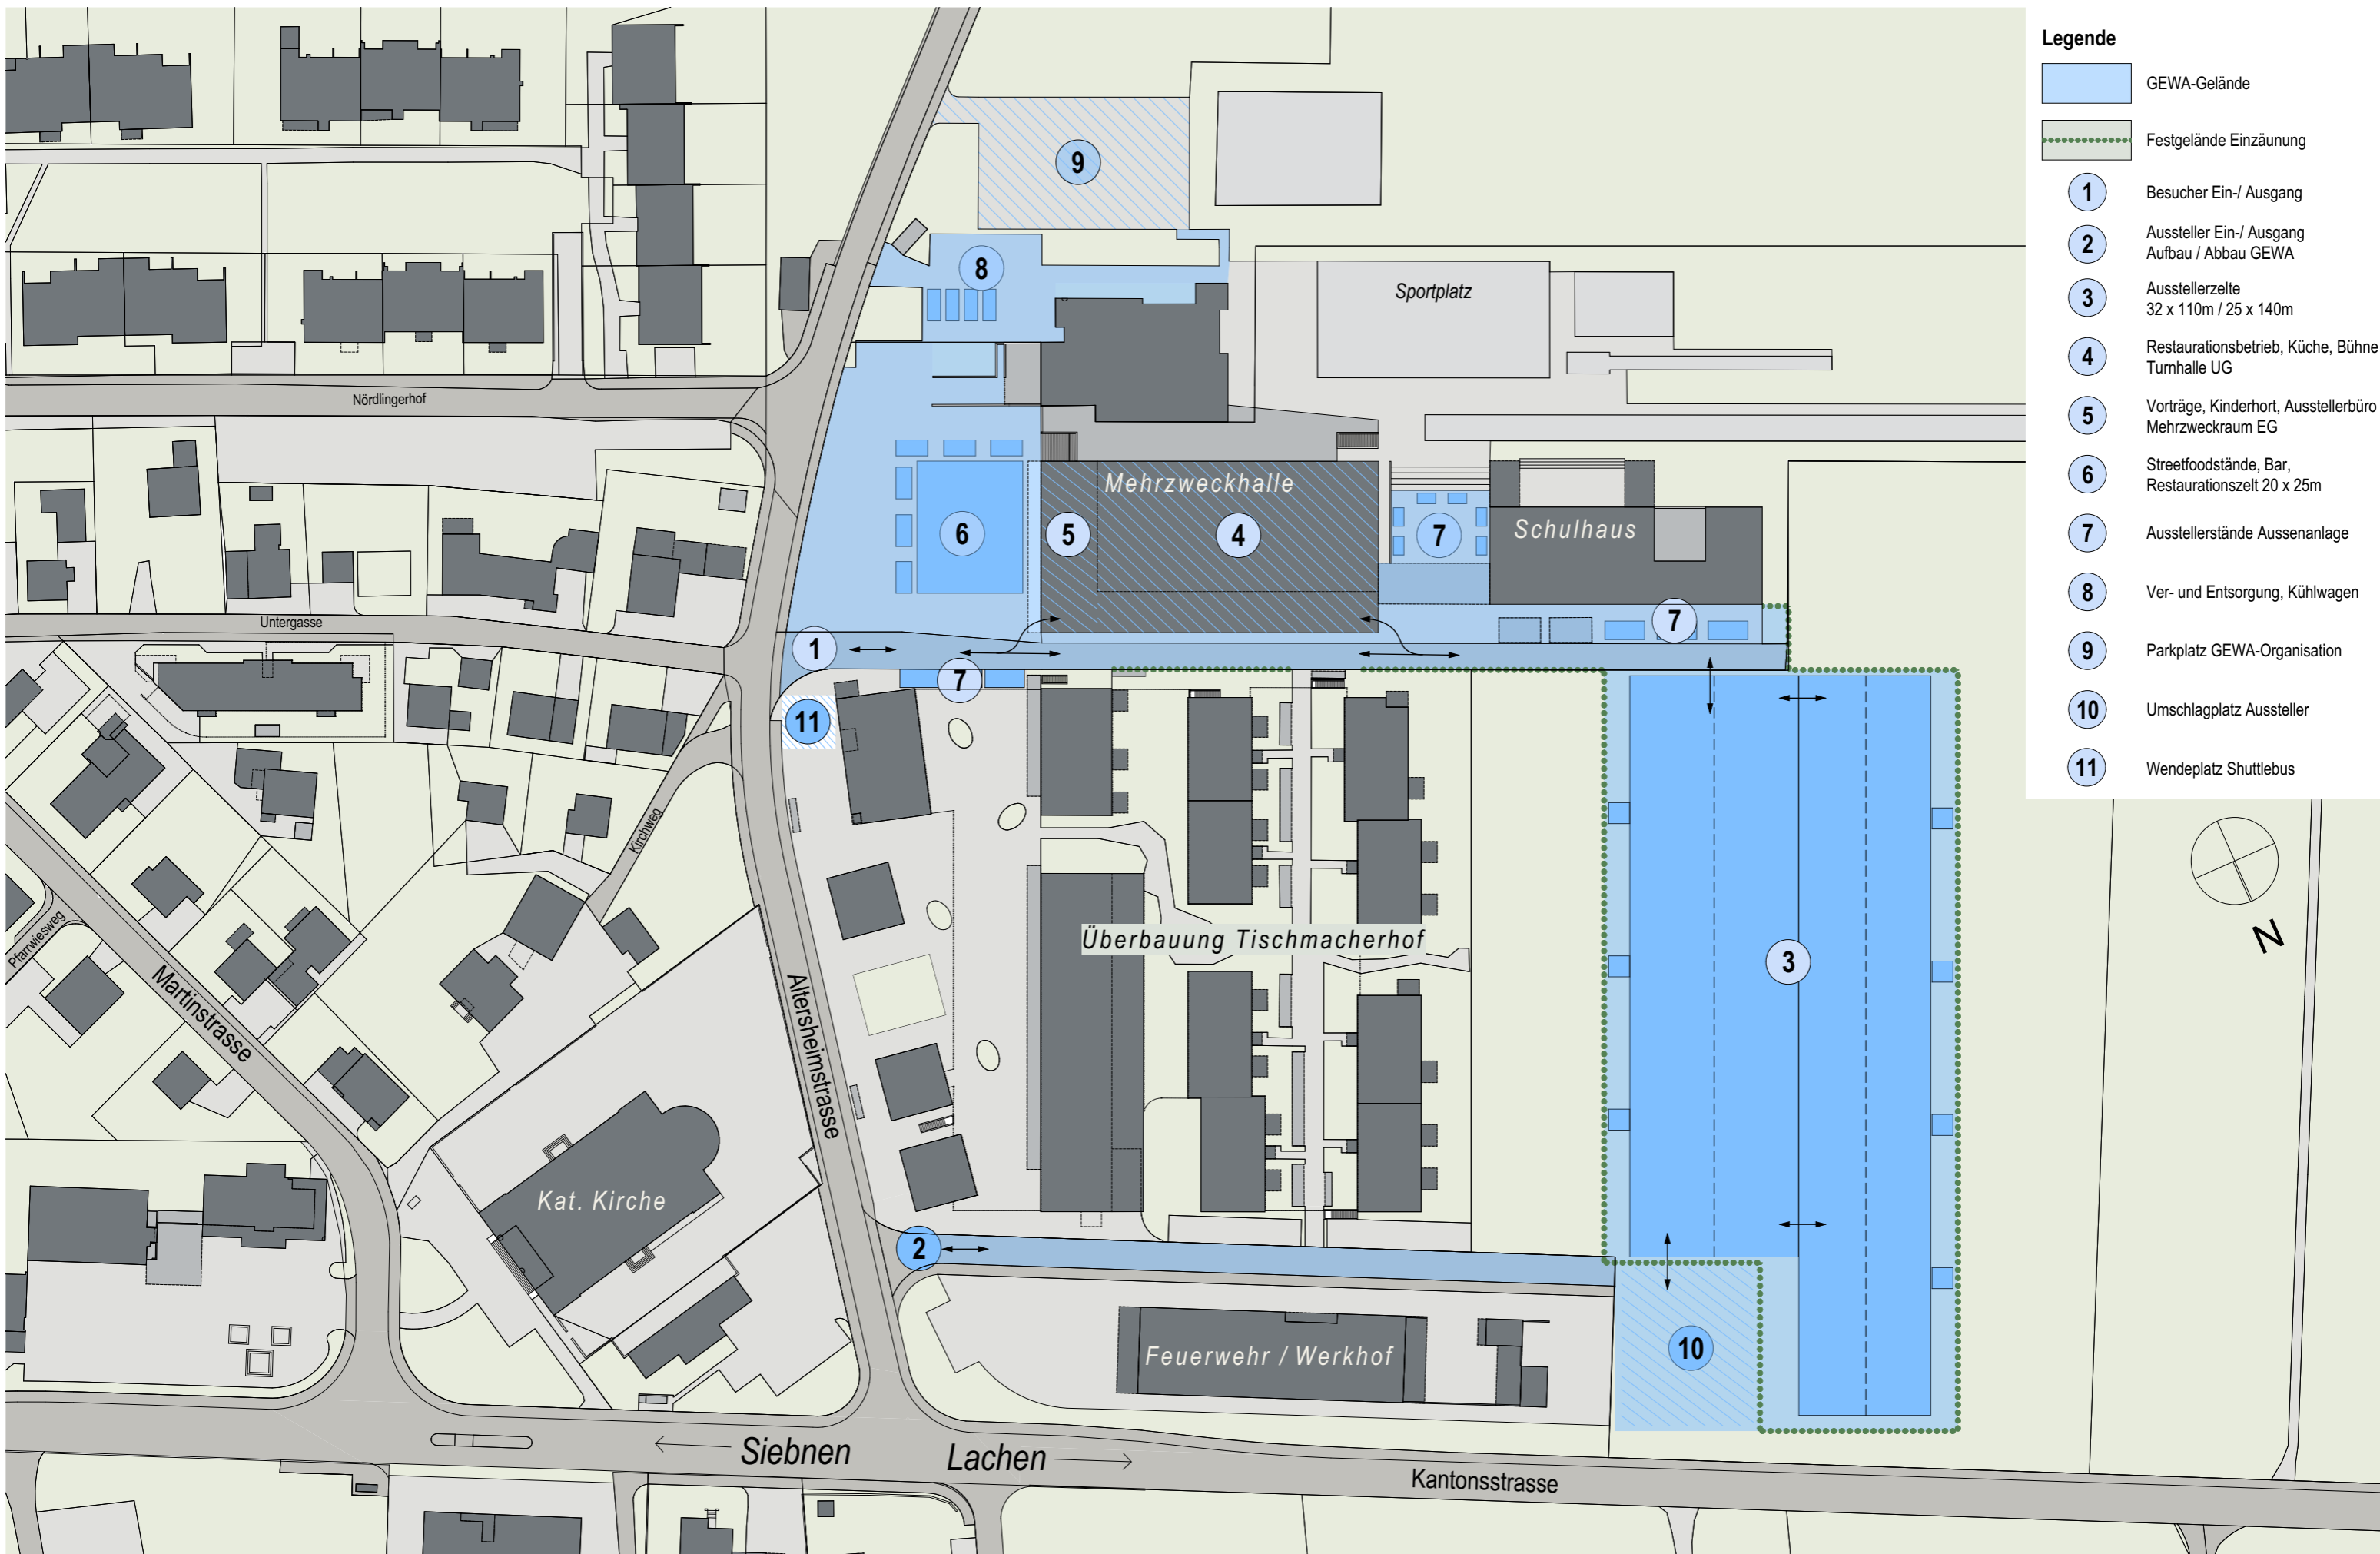 Legende
GEWA-Gelände
Festgelände Einzäunung
1 Besucher Ein-/ Ausgang
2 Aussteller Ein-/ Ausgang
Aufbau / Abbau GEWA
3 Ausstellerzelte
32 x 110m / 25 x 140m
4 Restaurationsbetrieb, Küche, Bühne
Turnhalle UG
5 Vorträge, Kinderhort, Ausstellerbüro
Mehrzweckraum EG
6 Streetfoodstände, Bar,
Restaurationszelt 20 x 25m
7 Ausstellerstände Aussenanlage
8 Ver- und Entsorgung, Kühlwagen
9 Parkplatz GEWA-Organisation
10 Umschlagplatz Aussteller
11 Wendeplatz Shuttlebus
N
9
8
Sportplatz
Nördlingerhof
Mehrzweckhalle
6
5
4
7
Schulhaus
Untergasse
1
7
7
11
Kirchweg
Überbauung Tischmacherhof
Pfarrwiesweg
Martinstrasse
Altersheimstrasse
3
Kat. Kirche
2
Feuerwehr / Werkhof
10
Siebnen
Lachen
Kantonsstrasse